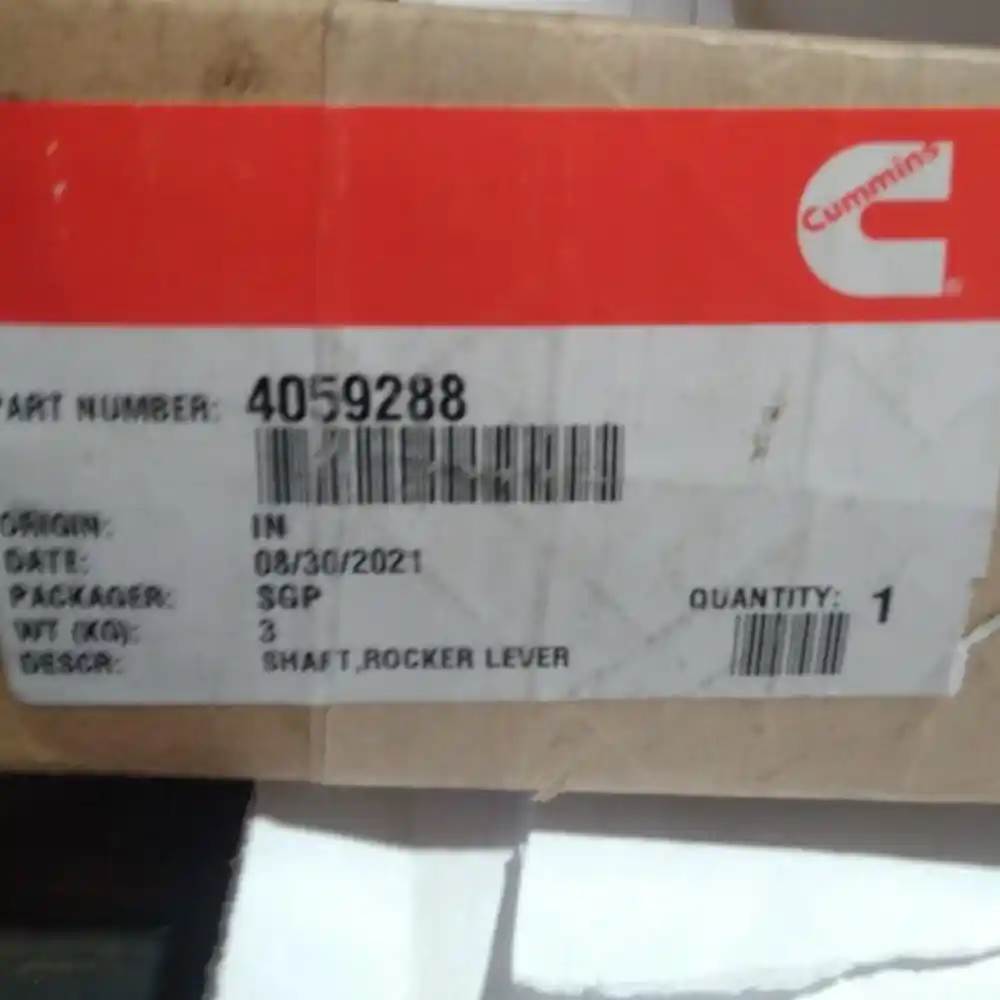 Cummins
PART NUMBER: 4059288
ORIGIN: IN
DATE: 08/30/2021
PACKAGER: SGP
QUANTITY: 1
WT (KG): 3
DESCR: SHAFT,ROCKER LEVER